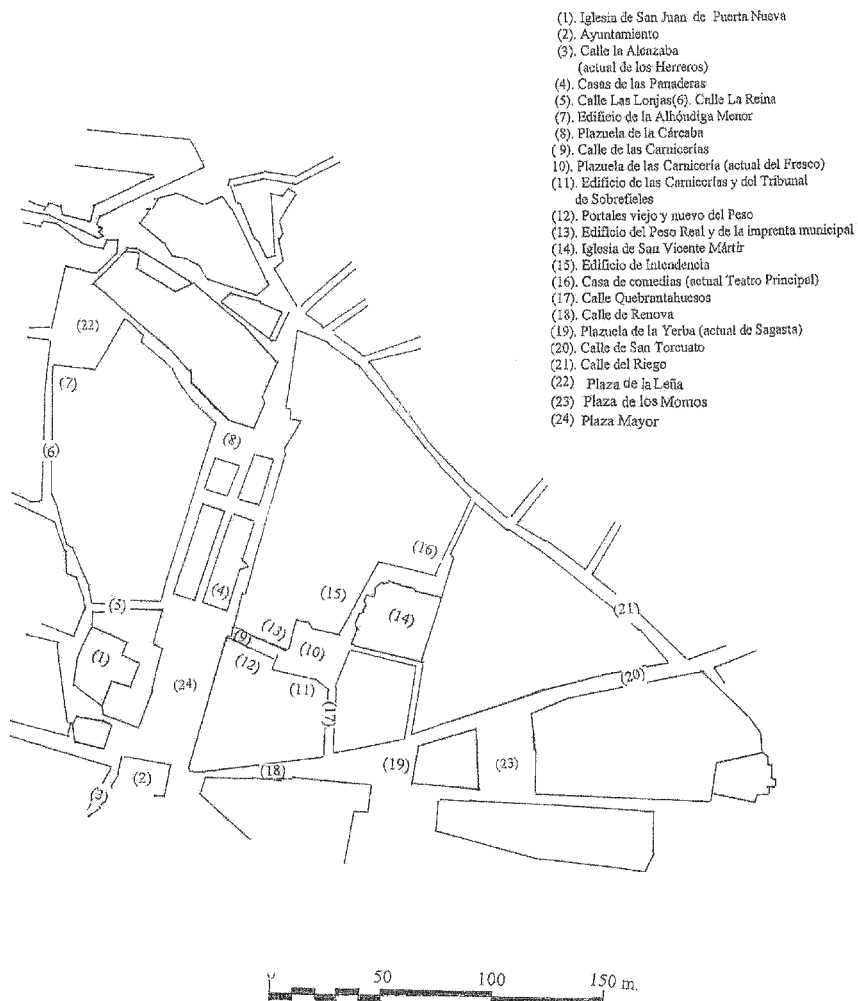 (1). Iglesia de San Juan de Puerta Nueva
(2). Ayuntamiento
(3). Calle la Alcazaba
(actual de los Herreros)
(4). Casas de las Panaderas
(5). Calle Las Lonjas(6). Calle La Reina
(7). Edificio de la Alhóndiga Menor
(8). Plazuela de la Cárcaba
( 9). Calle de las Carnicerías
10). Plazuela de las Carnicería (actual del Fresco)
(11). Edificio de las Carnicerías y del Tribunal
de Sobrefieles
(12). Portales viejo y nuevo del Peso
(13). Edificio del Peso Real y de la imprenta municipal
(14). Iglesia de San Vicente Mártir
(15). Edificio de Intendencia
(16). Casa de comedias (actual Teatro Principal)
(17). Calle Quebrantahuesos
(18). Calle de Renova
(19). Plazuela de la Yerba (actual de Sagasta)
(20). Calle de San Torcuato
(21). Calle del Riego
(22) Plaza de la Leña
(23) Plaza de los Momos
(24) Plaza Mayor
(22)
(7)
(8)
(6)
(16)
(4)
(15)
(5)
(21)
(14)
(13)
(9)
(10)
(1)
(12)
(20)
(24)
(11)
(17)
(19)
(23)
(18)
(2)
(3)
0 50 100 150 m.